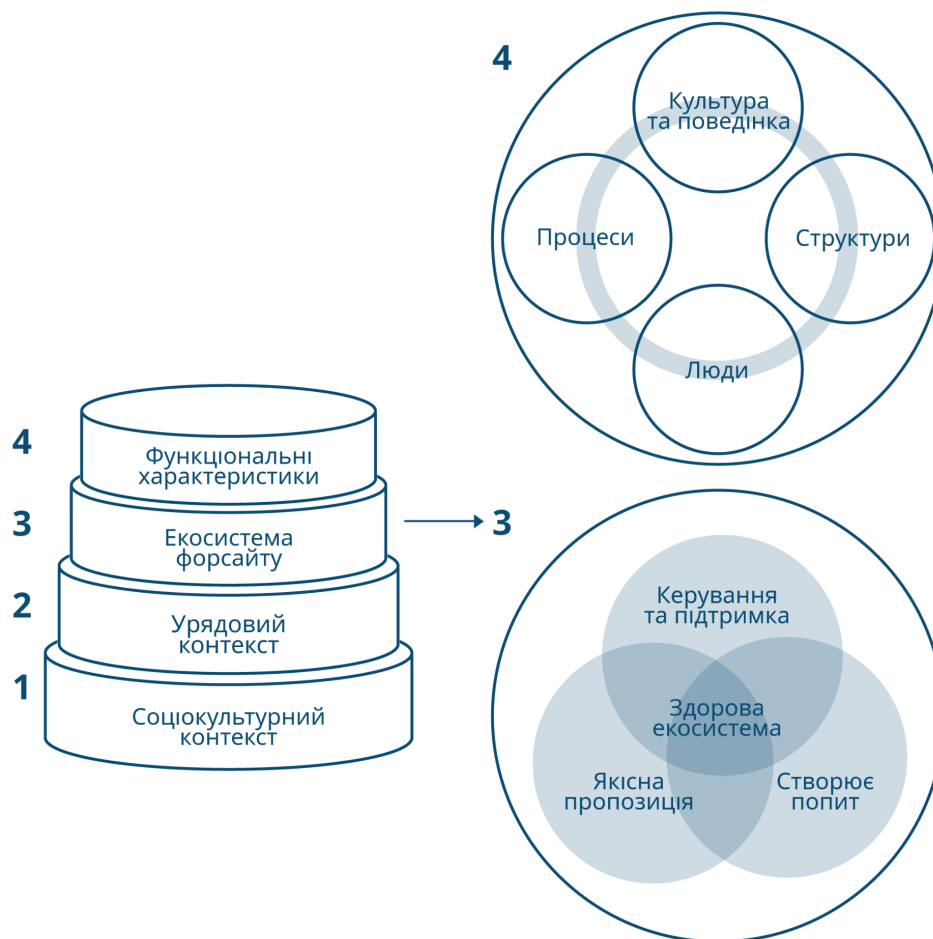 4
Функціональні
характеристики
3
Екосистема
форсайту
2
Урядовий
контекст
1
Соціокультурний
контекст
4
Культура
та поведінка
Процеси
Структури
Люди
3
Керування
та підтримка
Здорова
екосистема
Якісна
пропозиція
Створює
попит